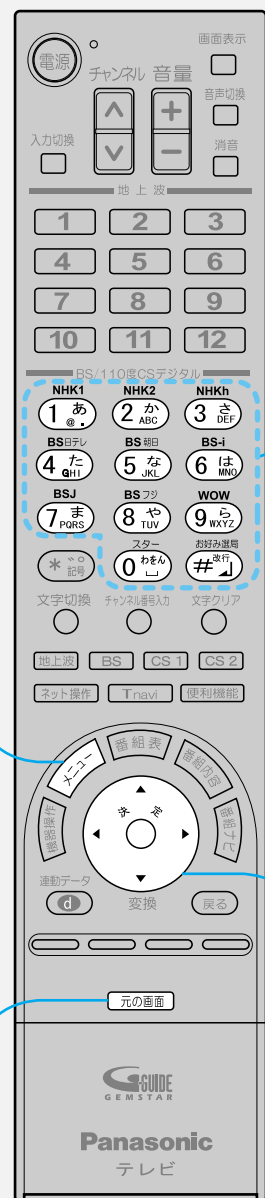 電源
画面表示
チャンネル 音量
音声切換
入力切換
消音
地上波
1 2 3
4 5 6
7 8 9
10 11 12
BS/110度CSデジタル
NHK1 NHK2 NHKh
1 あ @. 2 か ABC 3 さ DEF
BS日テレ BS朝日 BS-i
4 た GHI 5 な JKL 6 は MNO
BSJ BSフジ WOW
7 ま PQRS 8 や TUV 9 ら WXYZ
スター お好み選局
* ゛゜ 記号 0 わをん # 改行
文字切換 チャンネル番号入力 文字クリア
地上波 BS CS 1 CS 2
ネット操作 Tnavi 便利機能
メニュー 番組表 番組内容
機器操作 決定 番組ナビ
連動データ
d 変換 戻る
元の画面
G-GUIDE
GEMSTAR
Panasonic
テレビ